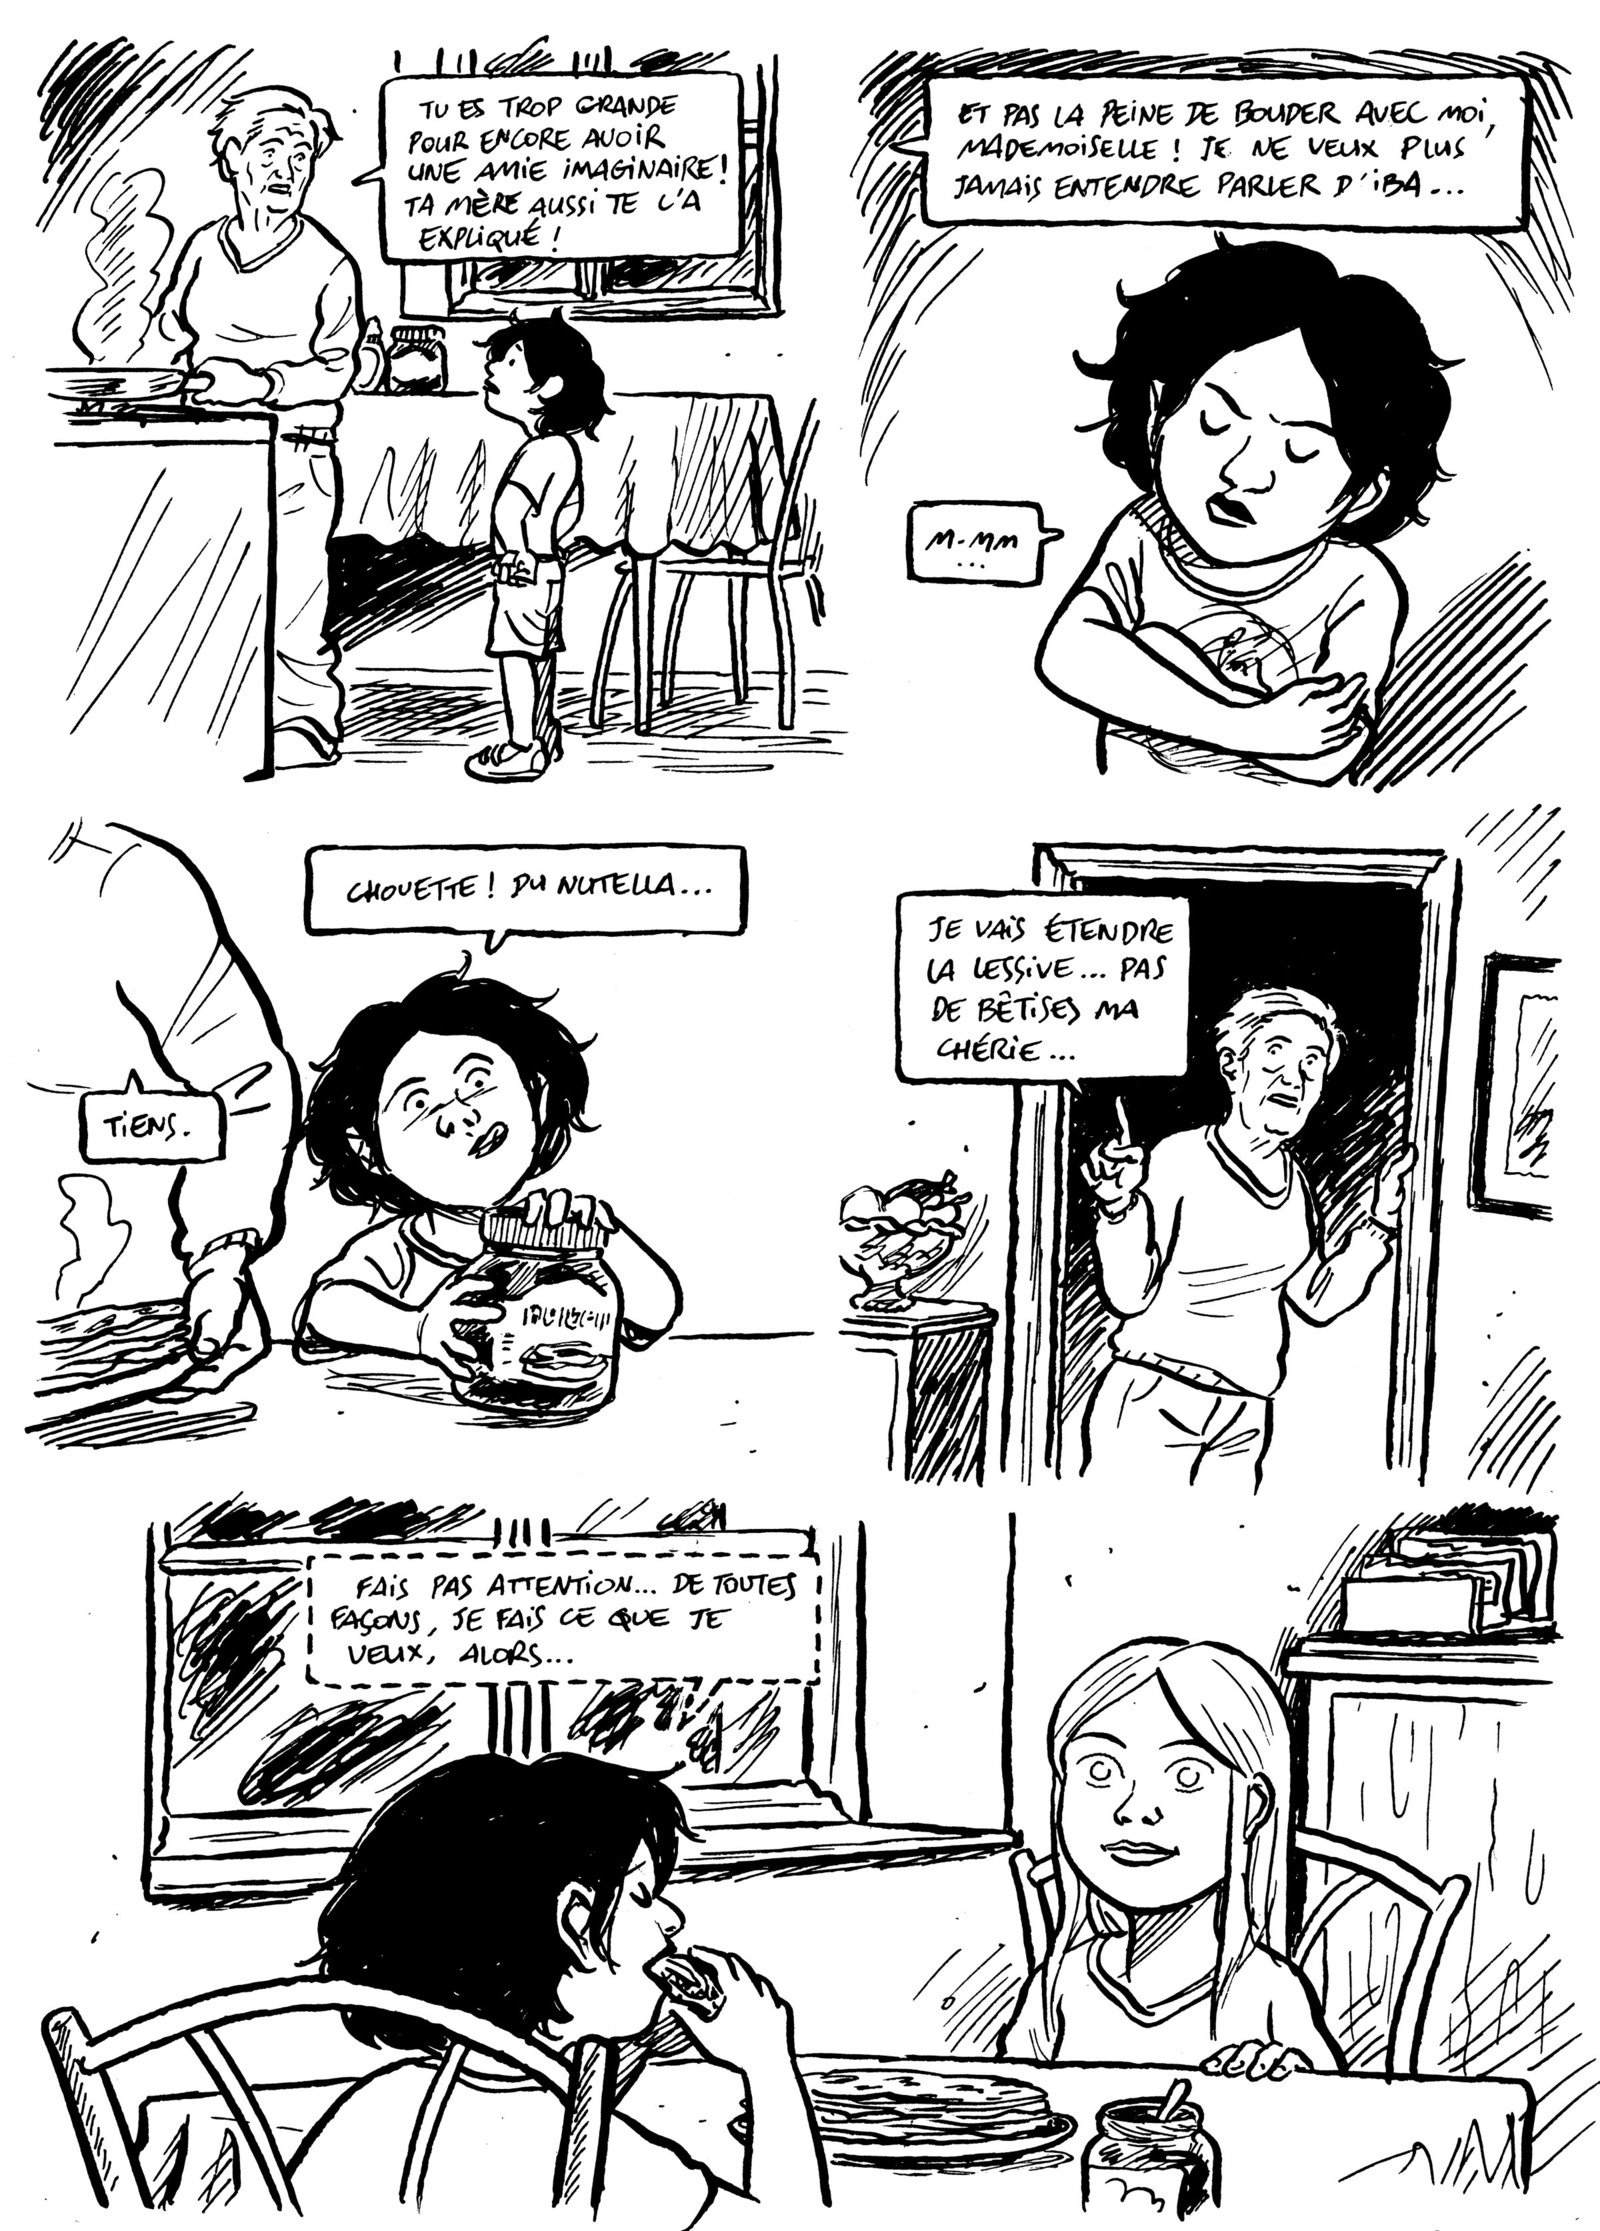 TU ES TROP GRANDE
POUR ENCORE AVOIR
UNE AMIE IMAGINAIRE!
TA MÈRE AUSSI TE L'A
EXPLIQUÉ!
ET PAS LA PEINE DE BOUDER AVEC MOI,
MADEMOISELLE! JE NE VEUX PLUS
JAMAIS ENTENDRE PARLER D'IBA...
M-MM
...
CHOUETTE! DU NUTELLA...
TIENS.
JE VAIS ÉTENDRE
LA LESSIVE... PAS
DE BÊTISES MA
CHÉRIE...
FAIS PAS ATTENTION... DE TOUTES
FAÇONS, JE FAIS CE QUE JE
VEUX, ALORS...